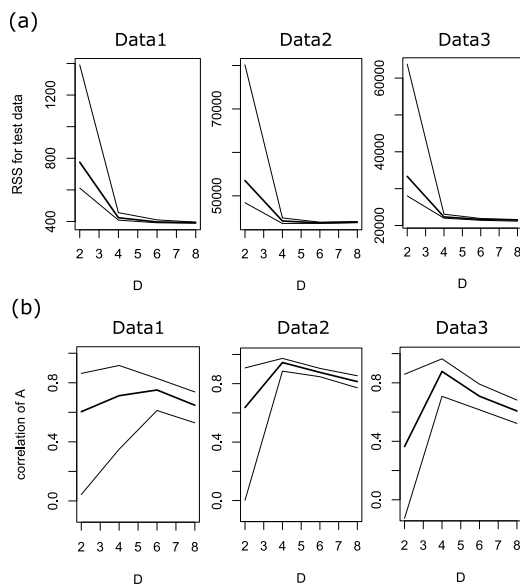 (a)
Data1
Data2
Data3
RSS for test data
400 800 1200
50000 70000
20000 40000 60000
2 3 4 5 6 7 8
2 3 4 5 6 7 8
2 3 4 5 6 7 8
D
D
D
(b)
Data1
Data2
Data3
correlation of A
0.0 0.4 0.8
0.0 0.4 0.8
0.0 0.4 0.8
2 3 4 5 6 7 8
2 3 4 5 6 7 8
2 3 4 5 6 7 8
D
D
D